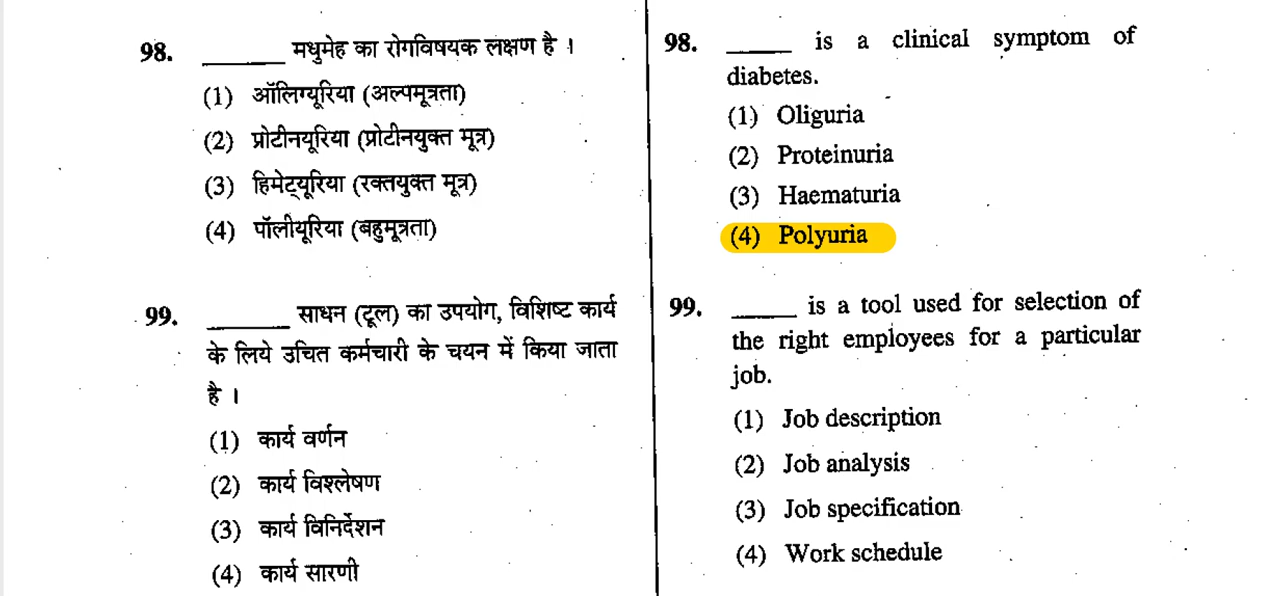 98. ______ मधुमेह का रोगविषयक लक्षण है ।
(1) ऑलिग्यूरिया (अल्पमूत्रता)
(2) प्रोटीनयूरिया (प्रोटीनयुक्त मूत्र)
(3) हिमेट्यूरिया (रक्तयुक्त मूत्र)
(4) पॉलीयूरिया (बहुमूत्रता)
99. ______ साधन (टूल) का उपयोग, विशिष्ट कार्य
के लिये उचित कर्मचारी के चयन में किया जाता
है ।
(1) कार्य वर्णन
(2) कार्य विश्लेषण
(3) कार्य विनिर्देशन
(4) कार्य सारणी
98. _____ is a clinical symptom of
diabetes.
(1) Oliguria
(2) Proteinuria
(3) Haematuria
(4) Polyuria
99. _____ is a tool used for selection of
the right employees for a particular
job.
(1) Job description
(2) Job analysis
(3) Job specification
(4) Work schedule